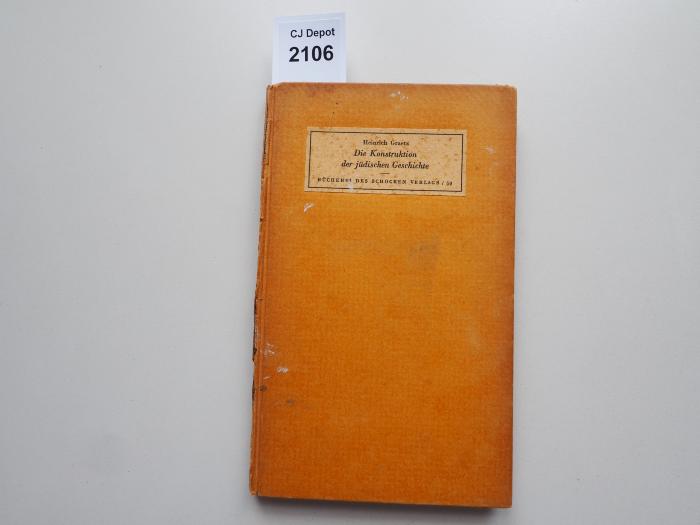 CJ Depot
2106
Heinrich Graetz
Die Konstruktion
der jüdischen Geschichte
BÜCHEREI DES SCHOCKEN VERLAGS / 59